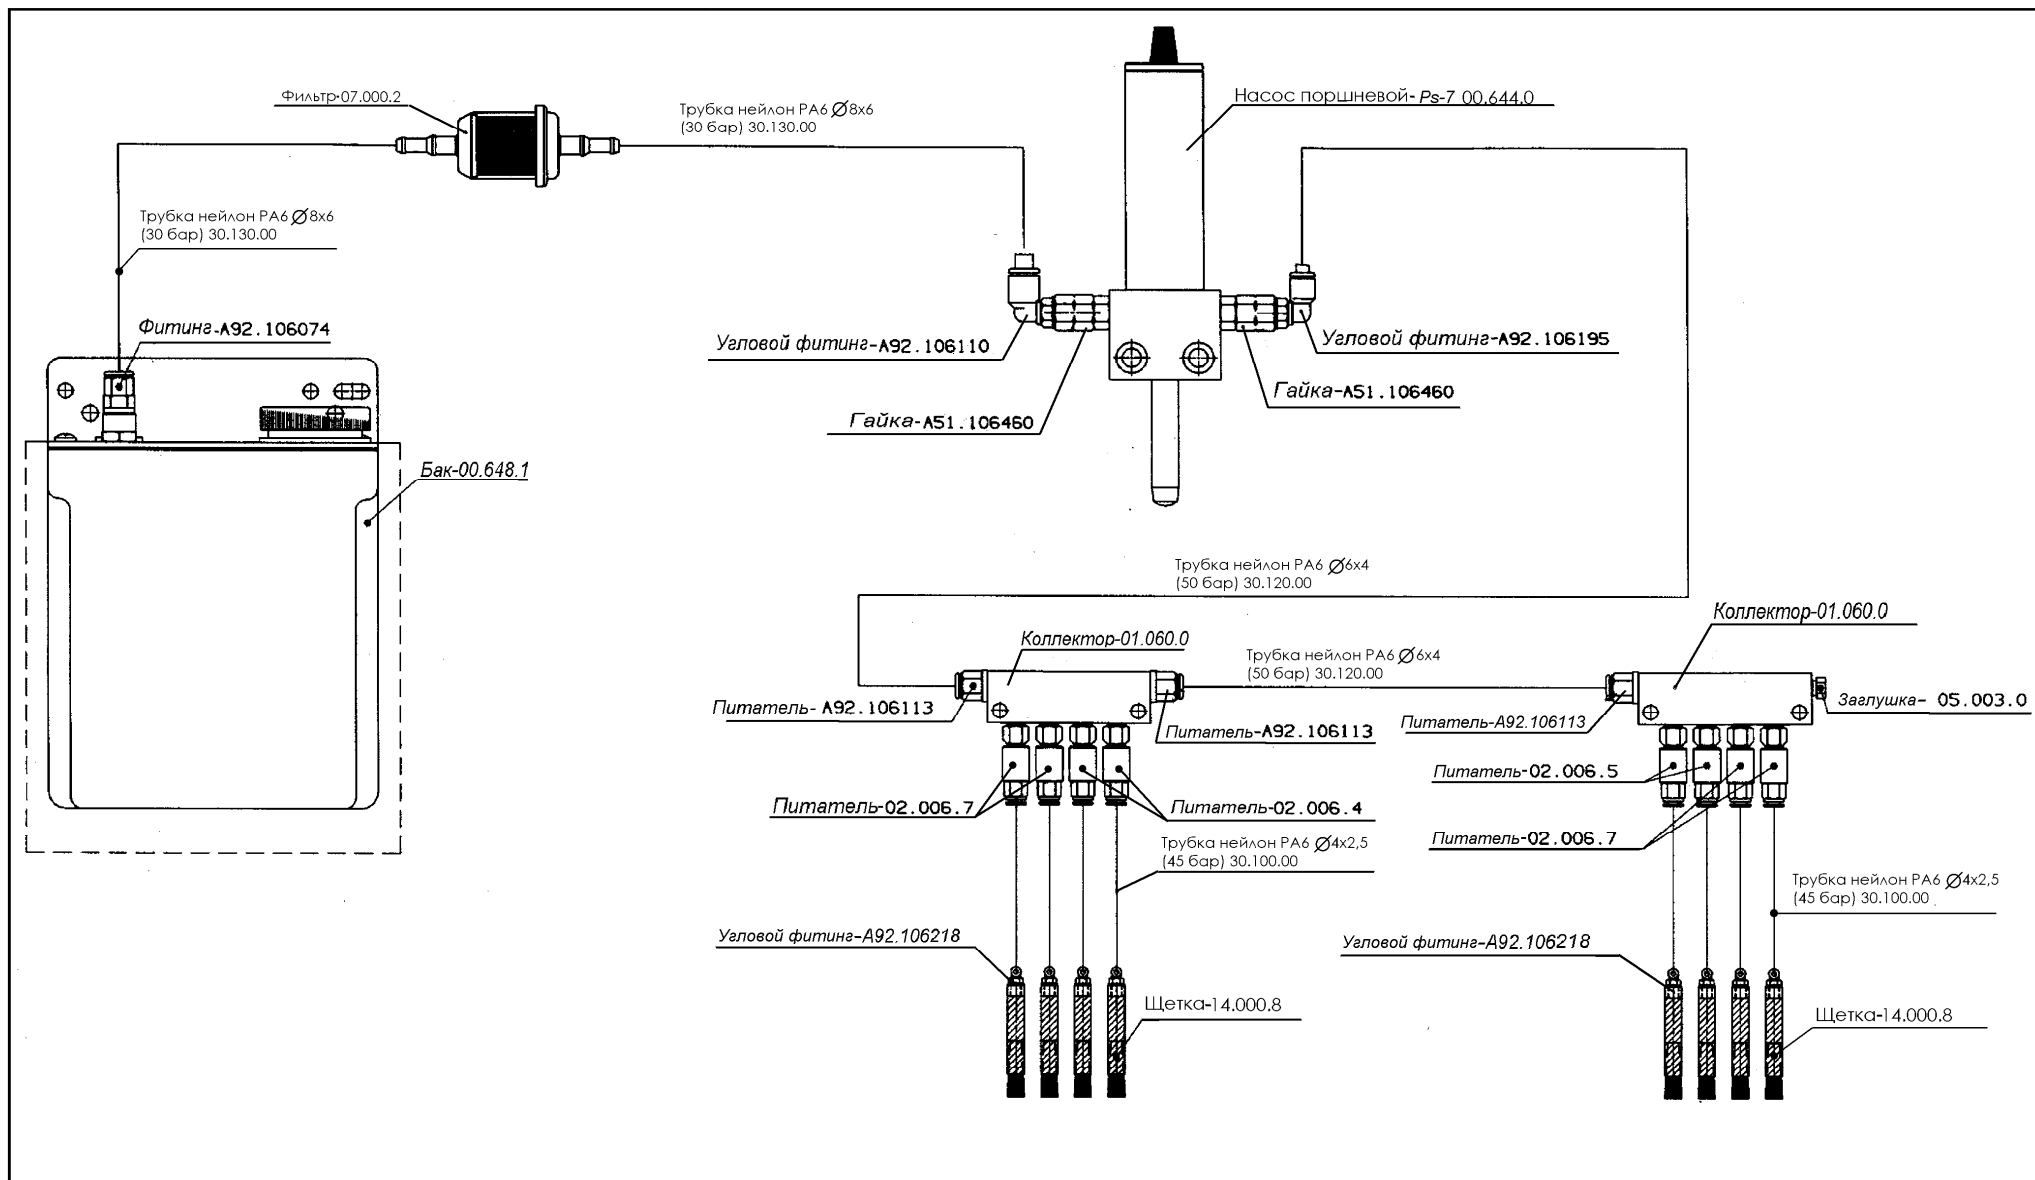 Фильтр-07.000.2
Трубка нейлон РА6 Ø8x6
(30 бар) 30.130.00
Насос поршневой- Ps-7 00.644.0
Трубка нейлон РА6 Ø8x6
(30 бар) 30.130.00
Фитинг-A92.106074
Угловой фитинг-A92.106110
Угловой фитинг-A92.106195
Гайка-A51.106460
Гайка-A51.106460
Бак-00.648.1
Трубка нейлон РА6 Ø6x4
(50 бар) 30.120.00
Коллектор-01.060.0
Коллектор-01.060.0
Трубка нейлон РА6 Ø6x4
(50 бар) 30.120.00
Питатель- A92.106113
Питатель-A92.106113
Питатель-A92.106113
Заглушка- 05.003.0
Питатель-02.006.5
Питатель-02.006.7
Питатель-02.006.4
Питатель-02.006.7
Трубка нейлон РА6 Ø4x2,5
(45 бар) 30.100.00
Трубка нейлон РА6 Ø4x2,5
(45 бар) 30.100.00
Угловой фитинг-A92.106218
Угловой фитинг-A92.106218
Щетка-14.000.8
Щетка-14.000.8